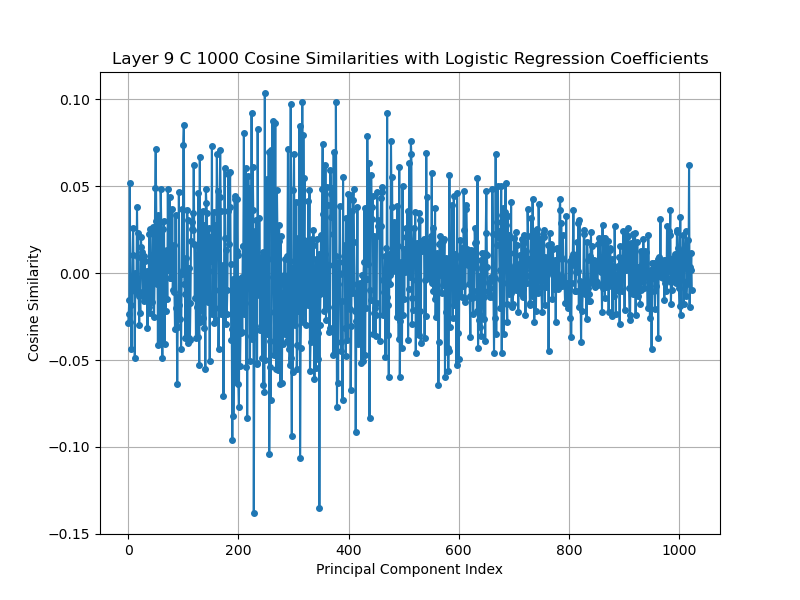 Layer 9 C 1000 Cosine Similarities with Logistic Regression Coefficients
0.10
0.05
0.00
−0.05
−0.10
−0.15
Cosine Similarity
0 200 400 600 800 1000
Principal Component Index